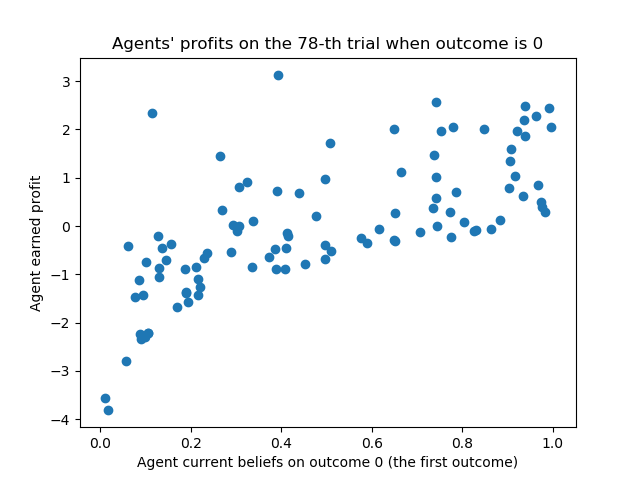 Agents' profits on the 78-th trial when outcome is 0
3
2
1
0
−1
−2
−3
−4
Agent earned profit
0.0 0.2 0.4 0.6 0.8 1.0
Agent current beliefs on outcome 0 (the first outcome)